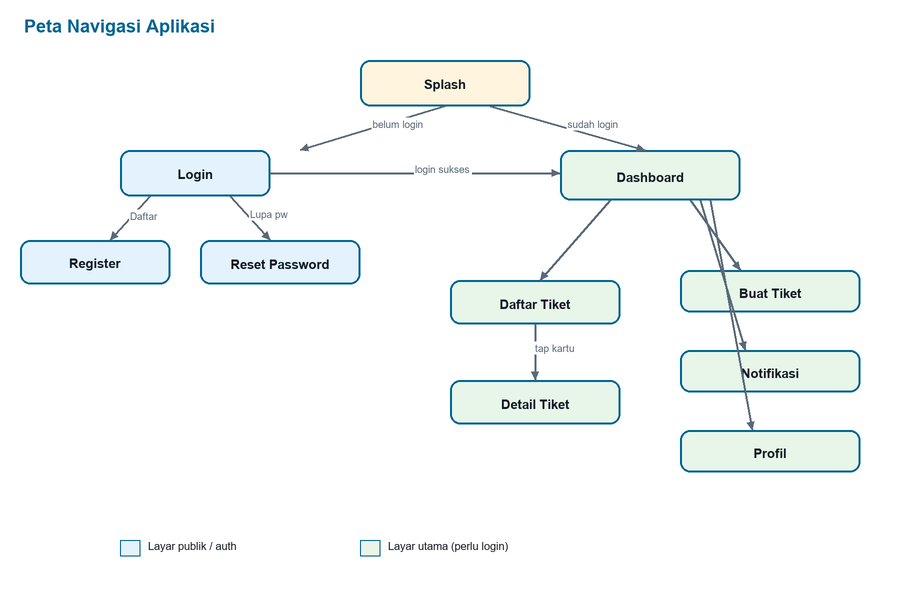 Peta Navigasi Aplikasi
Splash
belum login
sudah login
Login
login sukses
Dashboard
Daftar
Lupa pw
Register
Reset Password
Daftar Tiket
Buat Tiket
tap kartu
Notifikasi
Detail Tiket
Profil
Layar publik / auth
Layar utama (perlu login)